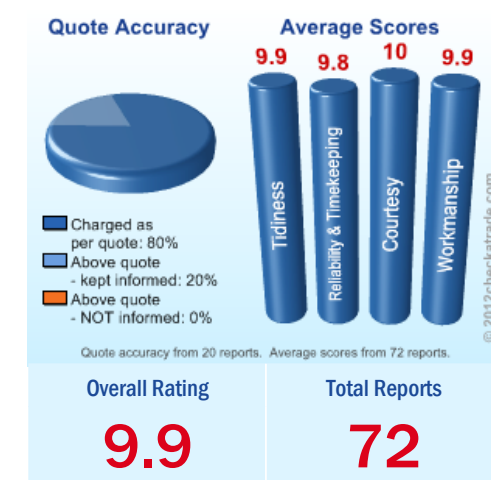 Quote Accuracy
Charged as
per quote: 80%
Above quote
- kept informed: 20%
Above quote
- NOT informed: 0%
Average Scores
9.9
9.8
10
9.9
Tidiness
Reliability & Timekeeping
Courtesy
Workmanship
© 2012checkatrade.com
Quote accuracy from 20 reports. Average scores from 72 reports.
Overall Rating
9.9
Total Reports
72